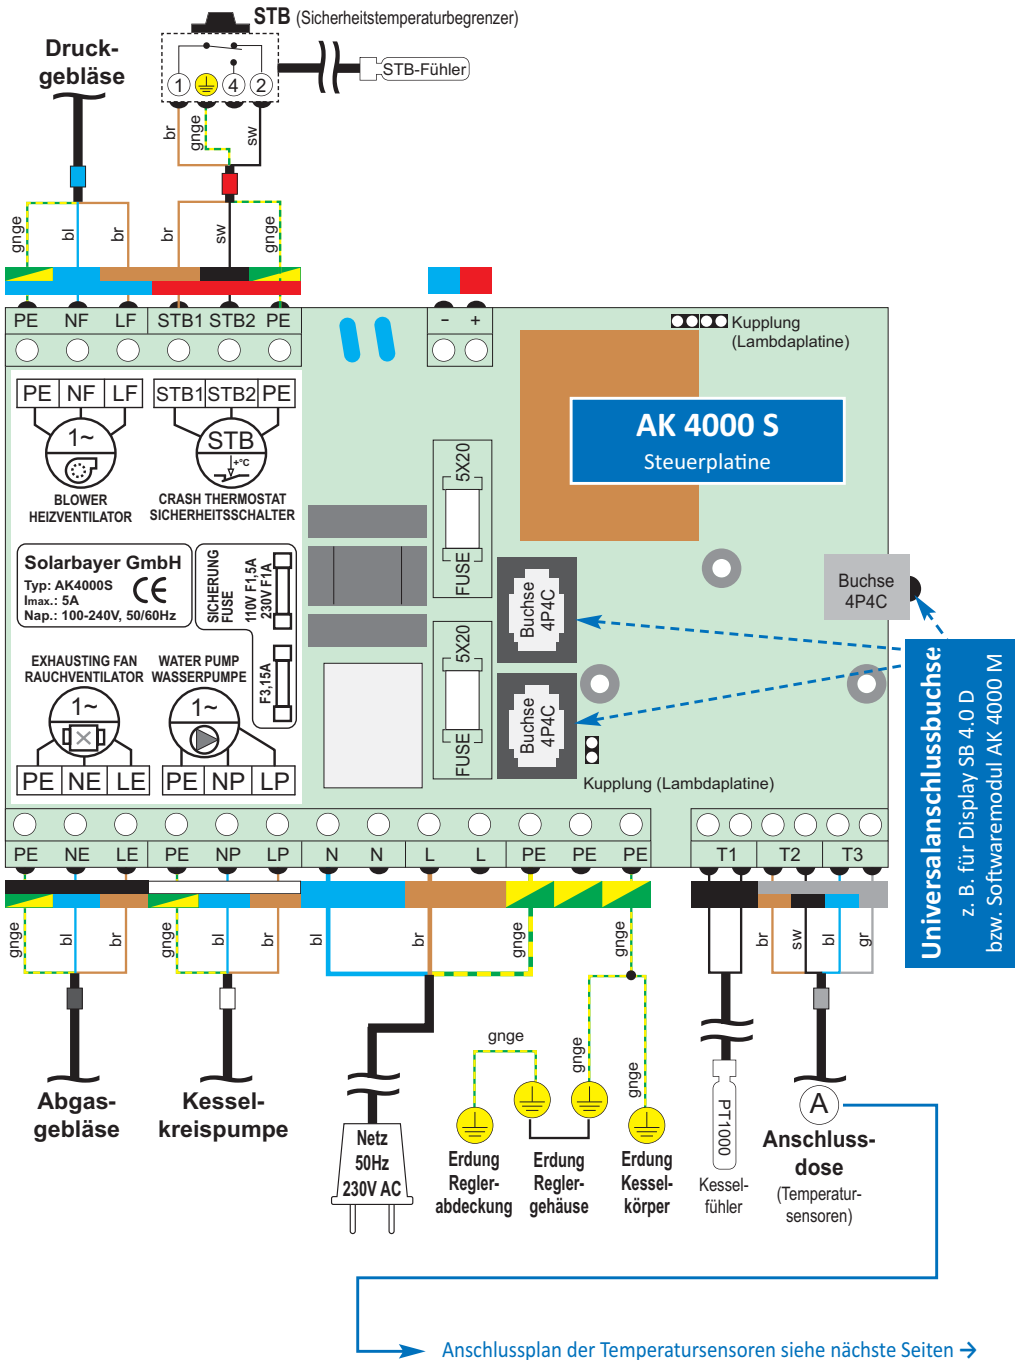 STB (Sicherheitstemperaturbegrenzer)
Druck-
gebläse
STB-Fühler
1 4 2
br gnge sw
gnge bl br br sw gnge
PE NF LF STB1 STB2 PE - +
Kupplung
(Lambdaplatine)
PE NF LF STB1 STB2 PE
1~ STB
+°C
BLOWER
HEIZVENTILATOR
CRASH THERMOSTAT
SICHERHEITSSCHALTER
AK 4000 S
Steuerplatine
FUSE 5X20
Solarbayer GmbH
Typ: AK4000S
Imax.: 5A
Nap.: 100-240V, 50/60Hz
CE
SICHERUNG
FUSE
110V F1,5A
230V F1A
F3,15A
Buchse
4P4C
Buchse
4P4C
Buchse
4P4C
FUSE 5X20
EXHAUSTING FAN
RAUCHVENTILATOR
WATER PUMP
WASSERPUMPE
1~ 1~
PE NE LE PE NP LP
Kupplung (Lambdaplatine)
Universalanschlussbuchse:
z. B. für Display SB 4.0 D
bzw. Softwaremodul AK 4000 M
PE NE LE PE NP LP N N L L PE PE PE T1 T2 T3
gnge bl br gnge bl br bl br gnge gnge br sw bl gr
gnge gnge gnge
Abgas-
gebläse
Kessel-
kreispumpe
Netz
50Hz
230V AC
Erdung
Regler-
abdeckung
Erdung
Regler-
gehäuse
Erdung
Kessel-
körper
PT1000
Kessel-
fühler
A
Anschluss-
dose
(Temperatur-
sensoren)
Anschlussplan der Temperatursensoren siehe nächste Seiten →